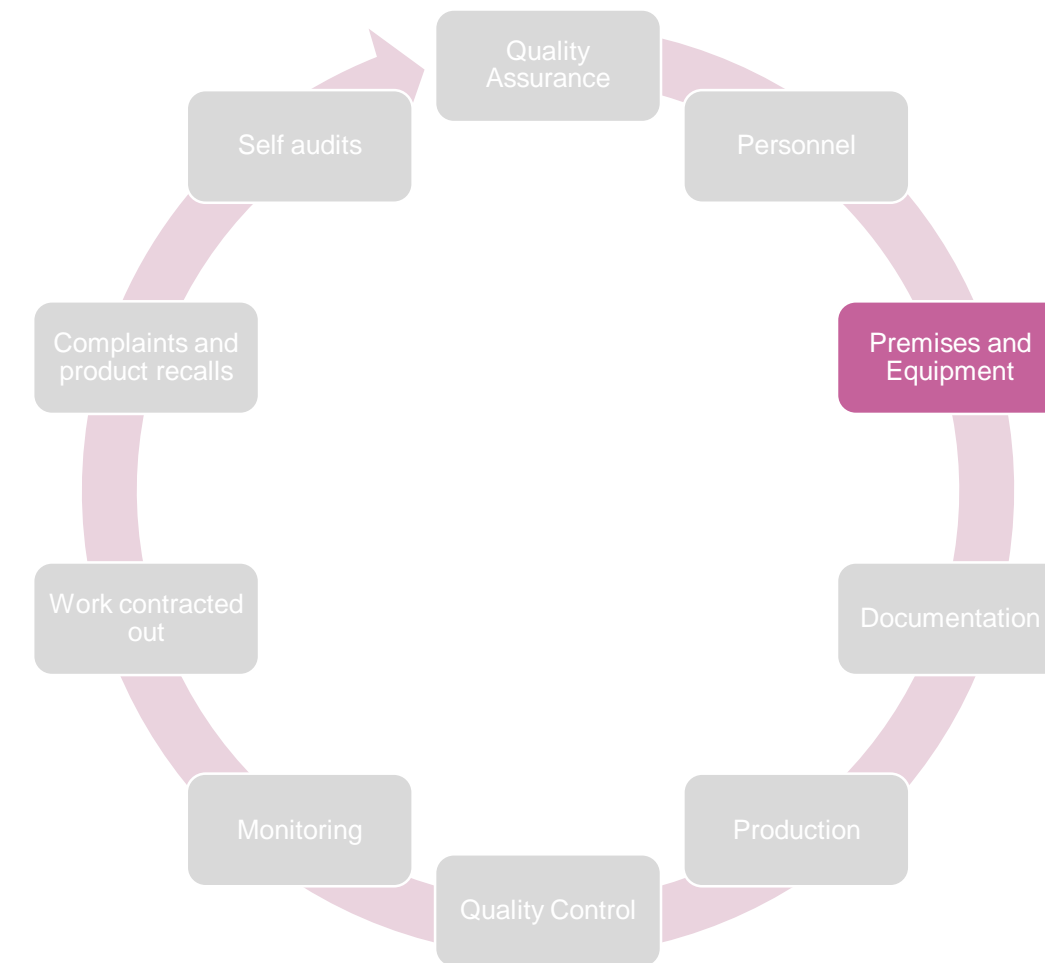 Quality
Assurance
Personnel
Premises and
Equipment
Documentation
Production
Quality Control
Monitoring
Work contracted
out
Complaints and
product recalls
Self audits